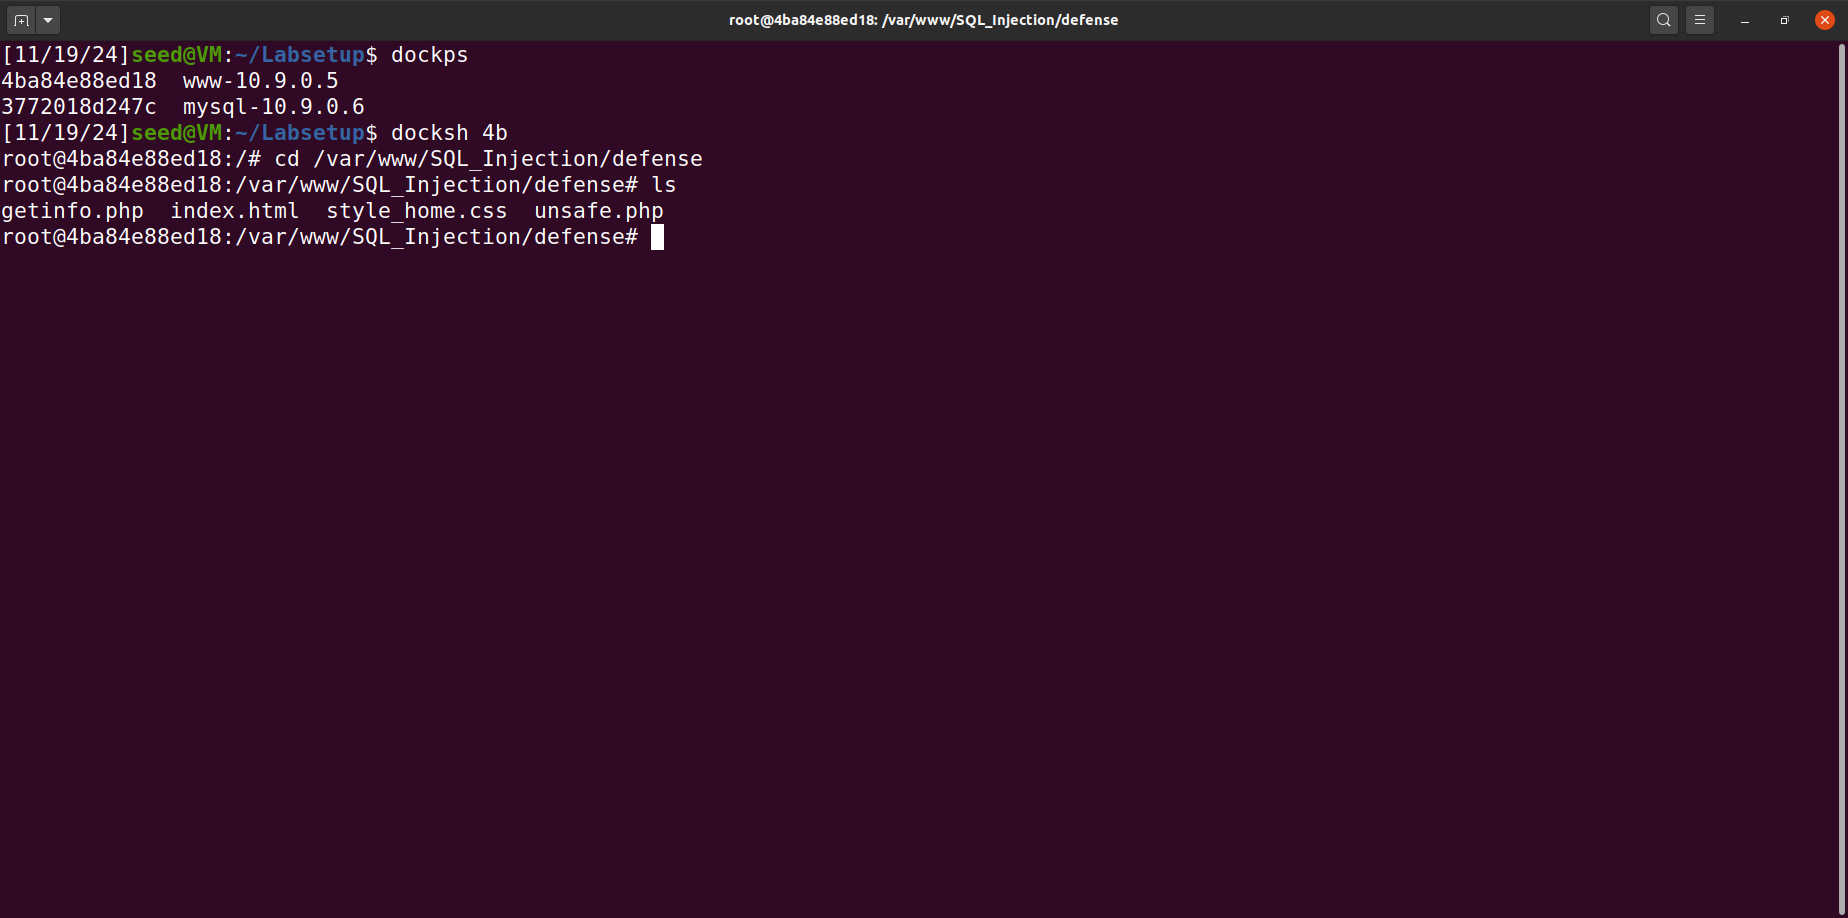 root@4ba84e88ed18: /var/www/SQL_Injection/defense
[11/19/24]seed@VM:~/Labsetup$ dockps
4ba84e88ed18  www-10.9.0.5
3772018d247c  mysql-10.9.0.6
[11/19/24]seed@VM:~/Labsetup$ docksh 4b
root@4ba84e88ed18:/# cd /var/www/SQL_Injection/defense
root@4ba84e88ed18:/var/www/SQL_Injection/defense# ls
getinfo.php  index.html  style_home.css  unsafe.php
root@4ba84e88ed18:/var/www/SQL_Injection/defense#